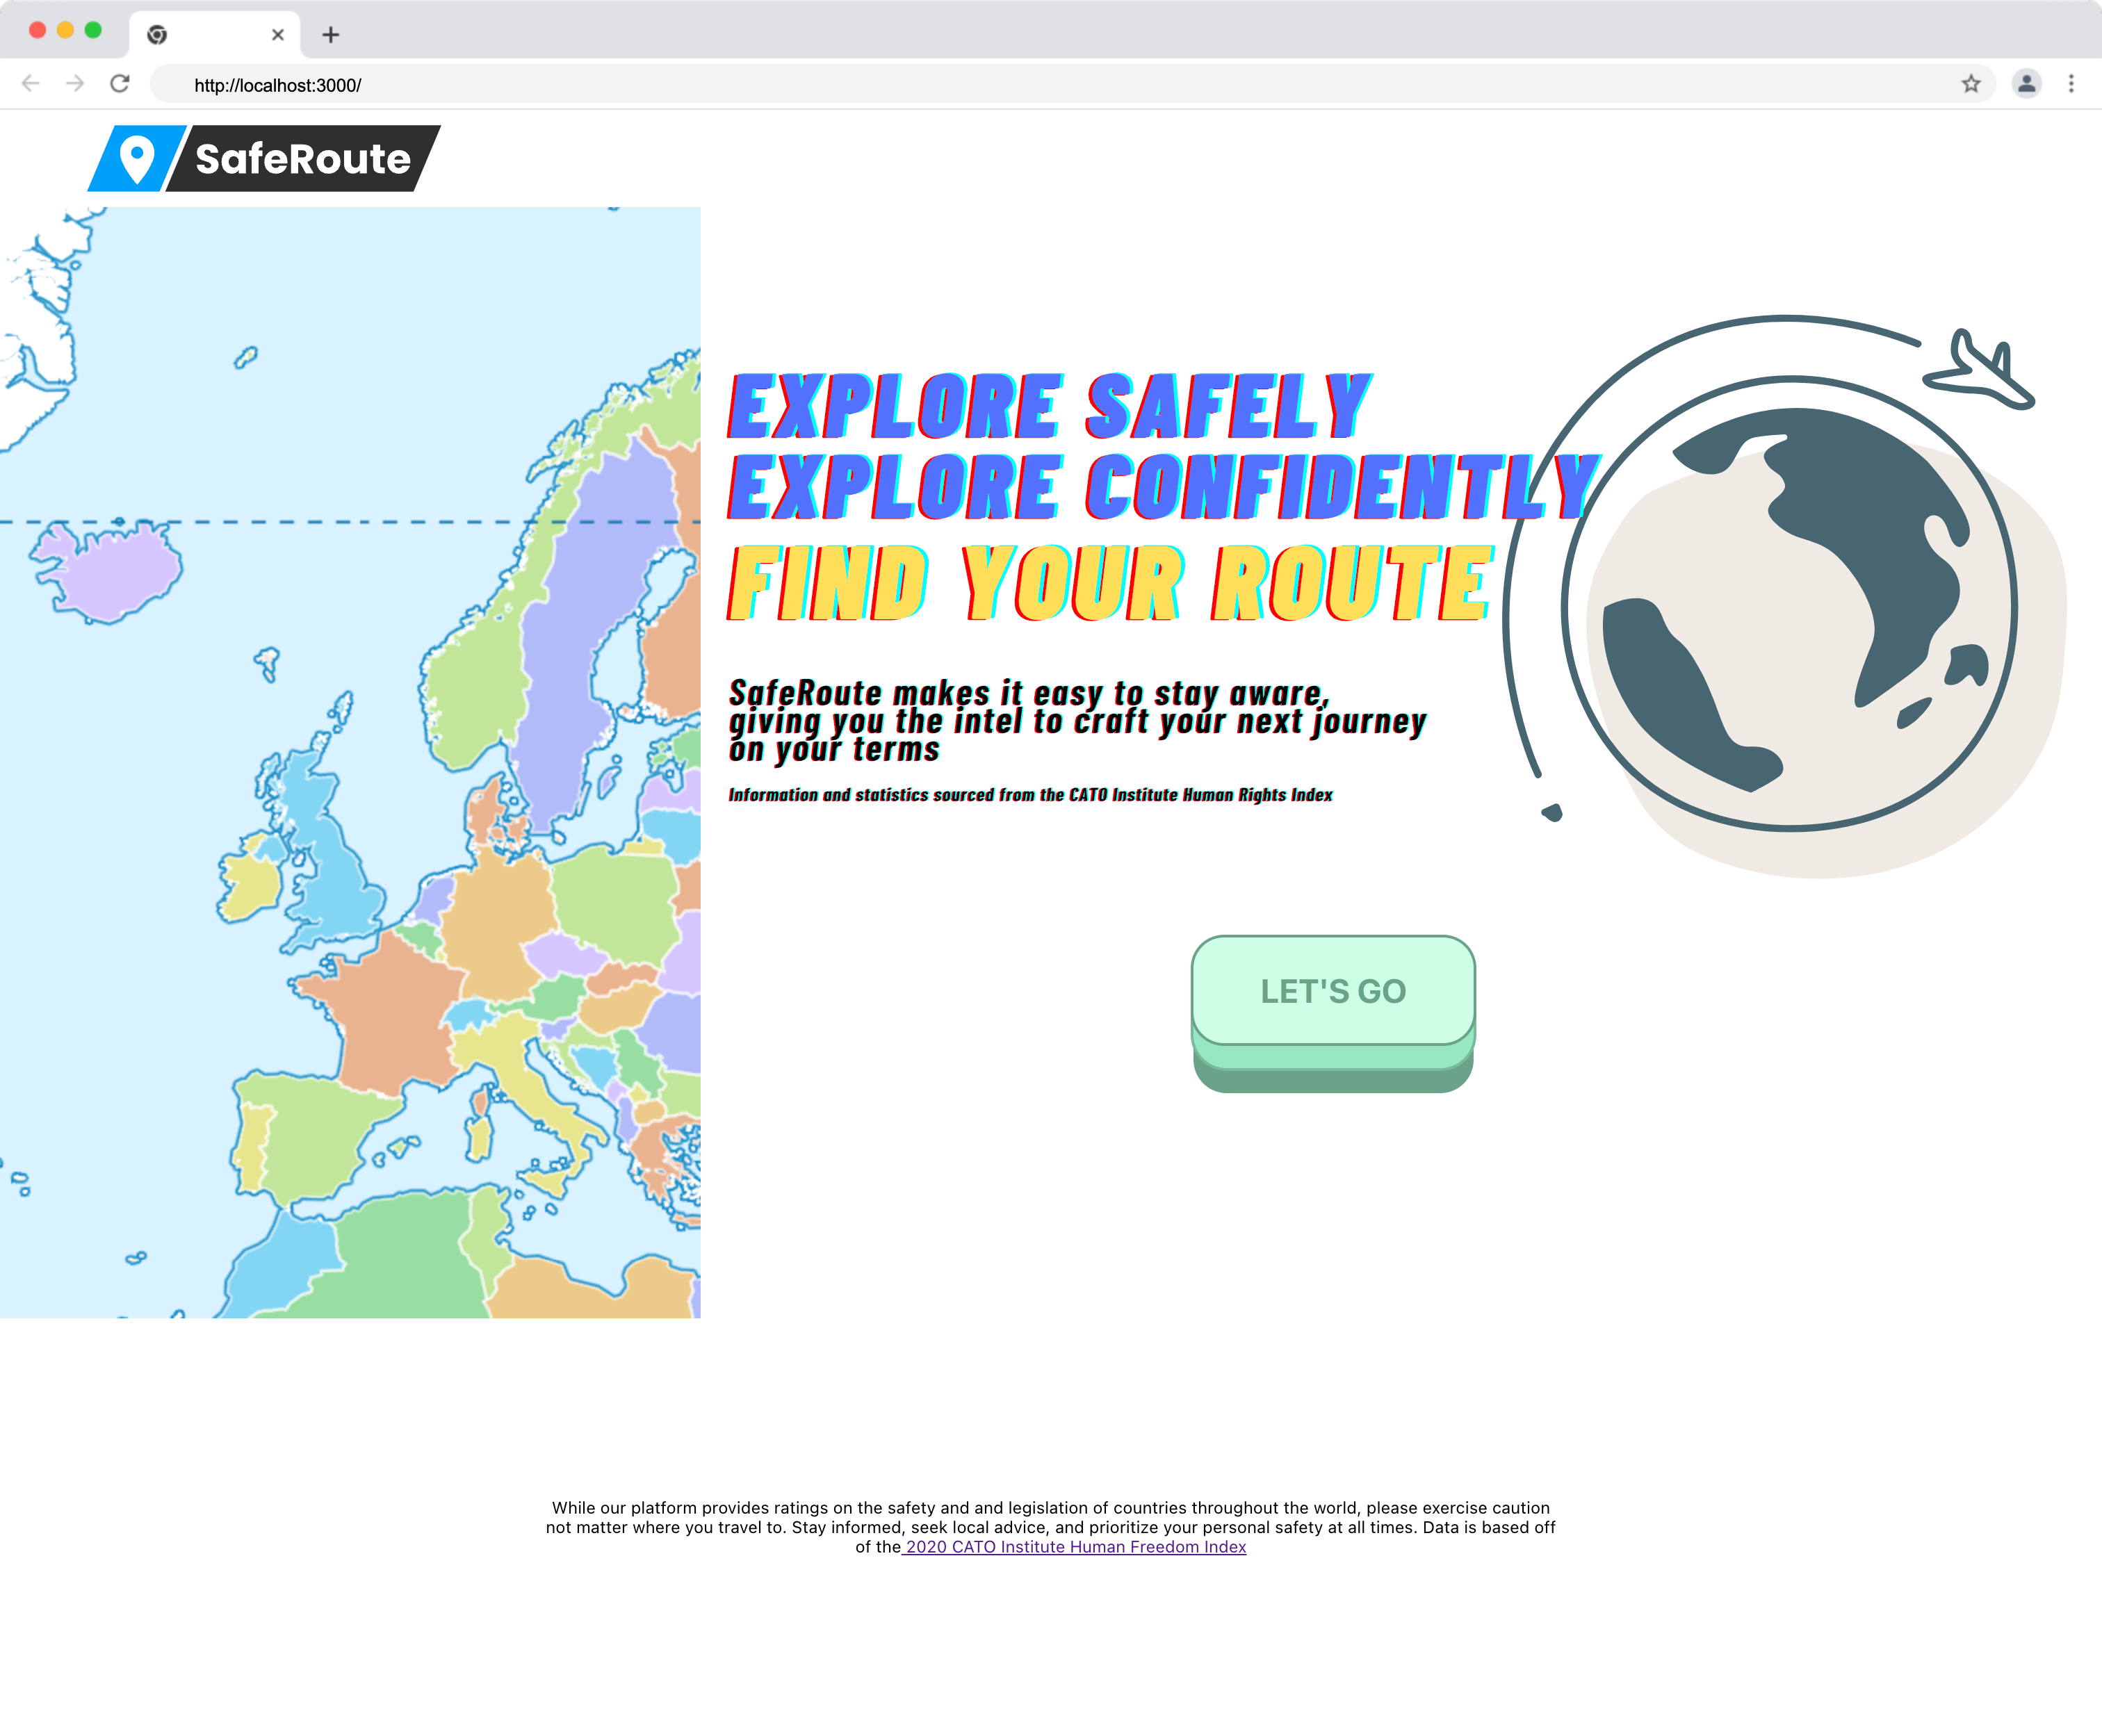 http://localhost:3000/
SafeRoute
EXPLORE SAFELY
EXPLORE CONFIDENTLY
FIND YOUR ROUTE
SafeRoute makes it easy to stay aware,
giving you the intel to craft your next journey
on your terms
Information and statistics sourced from the CATO Institute Human Rights Index
LET'S GO
While our platform provides ratings on the safety and and legislation of countries throughout the world, please exercise caution
not matter where you travel to. Stay informed, seek local advice, and prioritize your personal safety at all times. Data is based off
of the 2020 CATO Institute Human Freedom Index